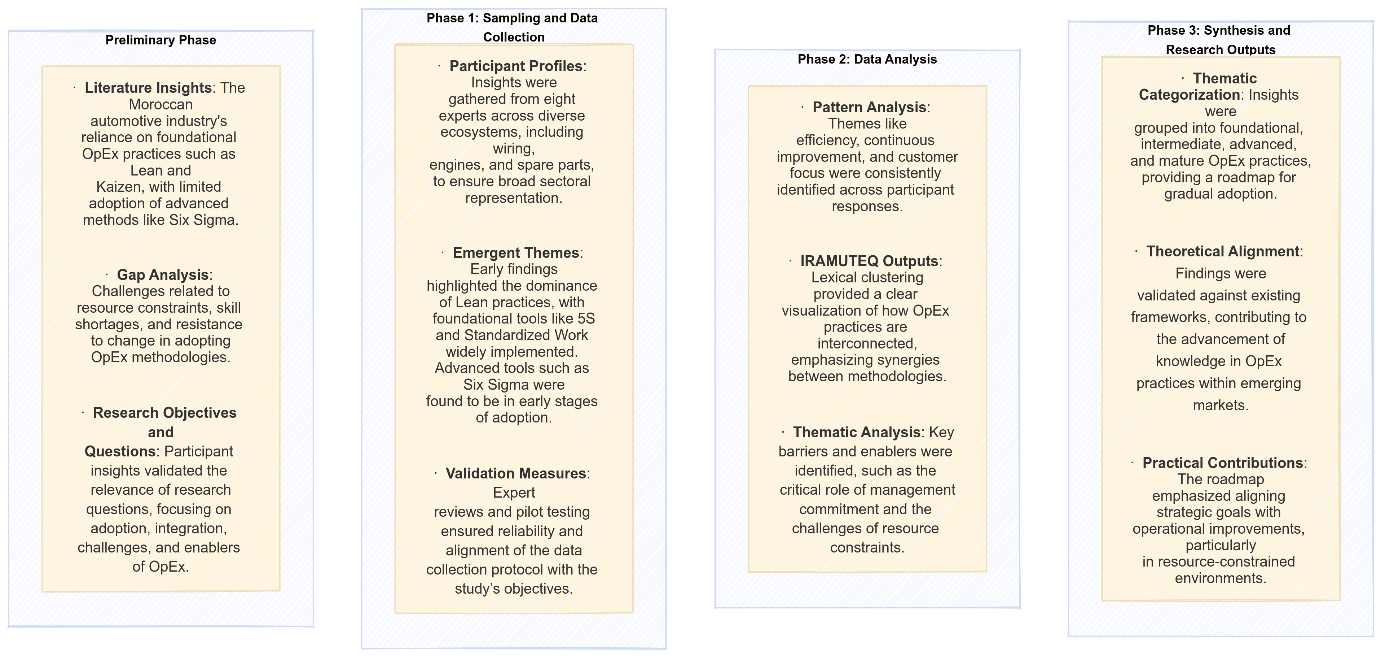 Preliminary Phase
· Literature Insights: The
Moroccan
automotive industry's
reliance on foundational
OpEx practices such as
Lean and
Kaizen, with limited
adoption of advanced
methods like Six Sigma.
· Gap Analysis:
Challenges related to
resource constraints, skill
shortages, and resistance
to change in adopting
OpEx methodologies.
· Research Objectives
and
Questions: Participant
insights validated the
relevance of research
questions, focusing on
adoption, integration,
challenges, and enablers
of OpEx.
Phase 1: Sampling and Data
Collection
· Participant Profiles:
Insights were
gathered from eight
experts across diverse
ecosystems, including
wiring,
engines, and spare parts,
to ensure broad sectoral
representation.
· Emergent Themes:
Early findings
highlighted the dominance
of Lean practices, with
foundational tools like 5S
and Standardized Work
widely implemented.
Advanced tools such as
Six Sigma were
found to be in early stages
of adoption.
· Validation Measures:
Expert
reviews and pilot testing
ensured reliability and
alignment of the data
collection protocol with the
study's objectives.
Phase 2: Data Analysis
· Pattern Analysis:
Themes like
efficiency, continuous
improvement, and customer
focus were consistently
identified across participant
responses.
· IRAMUTEQ Outputs:
Lexical clustering
provided a clear
visualization of how OpEx
practices are
interconnected,
emphasizing synergies
between methodologies.
· Thematic Analysis: Key
barriers and enablers were
identified, such as the
critical role of management
commitment and the
challenges of resource
constraints.
Phase 3: Synthesis and
Research Outputs
· Thematic
Categorization: Insights
were
grouped into foundational,
intermediate, advanced,
and mature OpEx practices,
providing a roadmap for
gradual adoption.
· Theoretical Alignment:
Findings were
validated against existing
frameworks, contributing to
the advancement of
knowledge in OpEx
practices within emerging
markets.
· Practical Contributions:
The roadmap
emphasized aligning
strategic goals with
operational improvements,
particularly
in resource-constrained
environments.